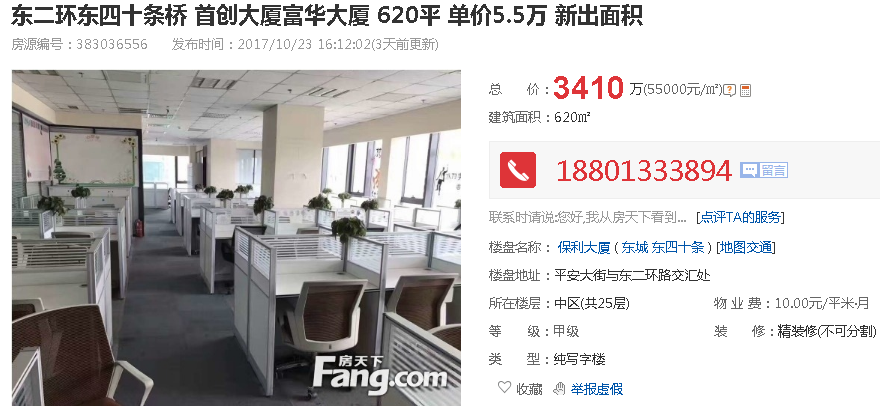 东二环东四十条桥 首创大厦富华大厦 620平 单价5.5万 新出面积
房源编号：383036556 发布时间：2017/10/23 16:12:02(3天前更新)
总 价：3410 万(55000元/㎡)
建筑面积：620㎡
18801333894 留言
联系时请说:您好,我从房天下看到... [点评TA的服务]
楼盘名称： 保利大厦 ( 东城 东四十条 ) [地图交通]
楼盘地址：平安大街与东二环路交汇处
所在楼层：中区(共25层) 物 业 费：10.00元/平米·月
等 级：甲级 装 修：精装修(不可分割)
类 型：纯写字楼
收藏 举报虚假
房天下
Fang.com